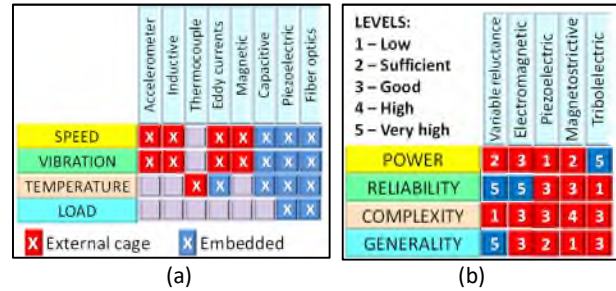 Accelerometer Inductive Thermocouple Eddy currents Magnetic Capacitive Piezoelectric Fiber optics
SPEED X X X X X X X
VIBRATION X X X X X X X
TEMPERATURE X X X X X
LOAD X X
X External cage X Embedded
(a)
LEVELS:
1 – Low
2 – Sufficient
3 – Good
4 – High
5 – Very high
Variable reluctance Electromagnetic Piezoelectric Magnetostrictive Tribolelectric
POWER 2 3 1 2 5
RELIABILITY 5 5 3 3 1
COMPLEXITY 1 3 3 4 3
GENERALITY 5 3 2 1 3
(b)